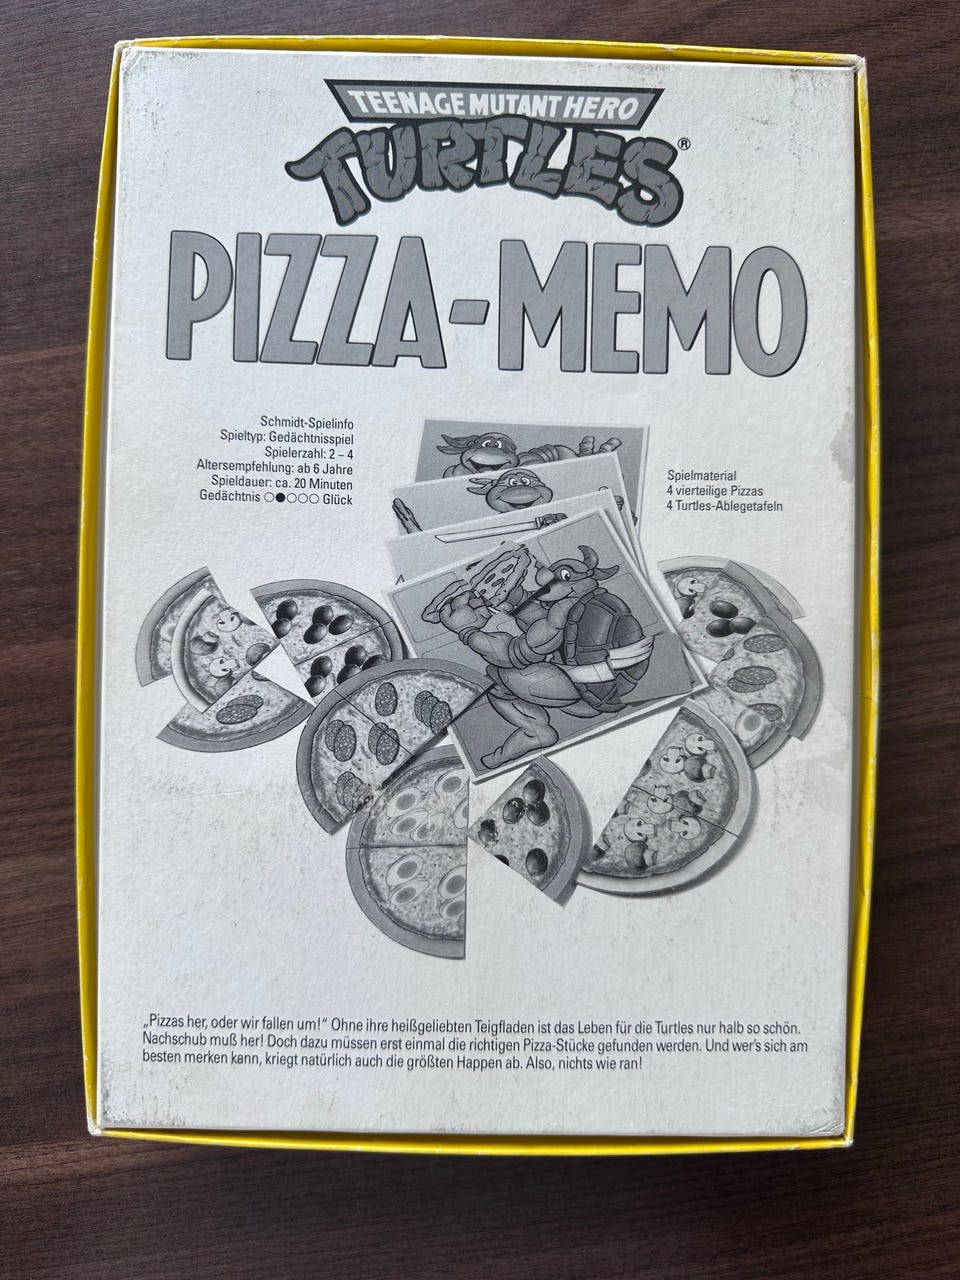 TEENAGE MUTANT HERO
TURTLES®
PIZZA-MEMO
Schmidt-Spielinfo
Spieltyp: Gedächtnisspiel
Spielerzahl: 2 – 4
Altersempfehlung: ab 6 Jahre
Spieldauer: ca. 20 Minuten
Gedächtnis ○●○○○ Glück
Spielmaterial
4 vierteilige Pizzas
4 Turtles-Ablegetafeln
„Pizzas her, oder wir fallen um!“ Ohne ihre heißgeliebten Teigfladen ist das Leben für die Turtles nur halb so schön.
Nachschub muß her! Doch dazu müssen erst einmal die richtigen Pizza-Stücke gefunden werden. Und wer's sich am
besten merken kann, kriegt natürlich auch die größten Happen ab. Also, nichts wie ran!